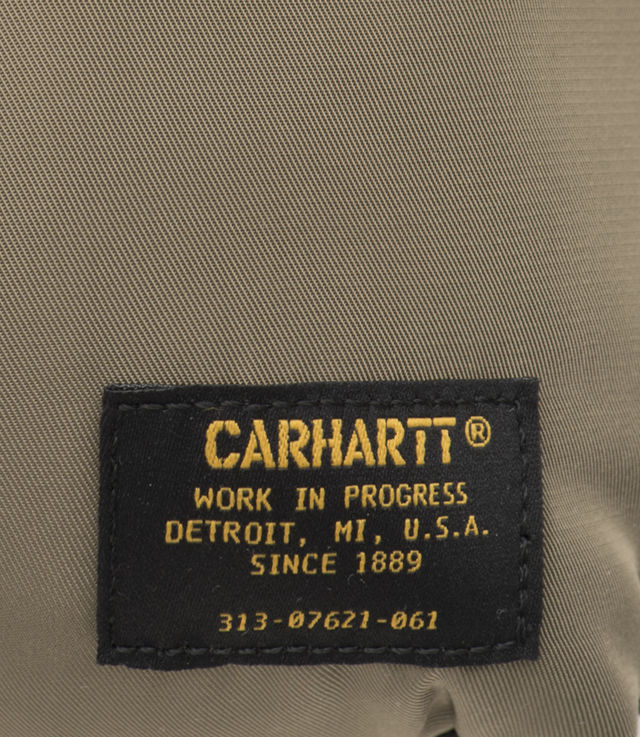 CARHARTT®
WORK IN PROGRESS
DETROIT, MI, U.S.A.
SINCE 1889
313-07621-061